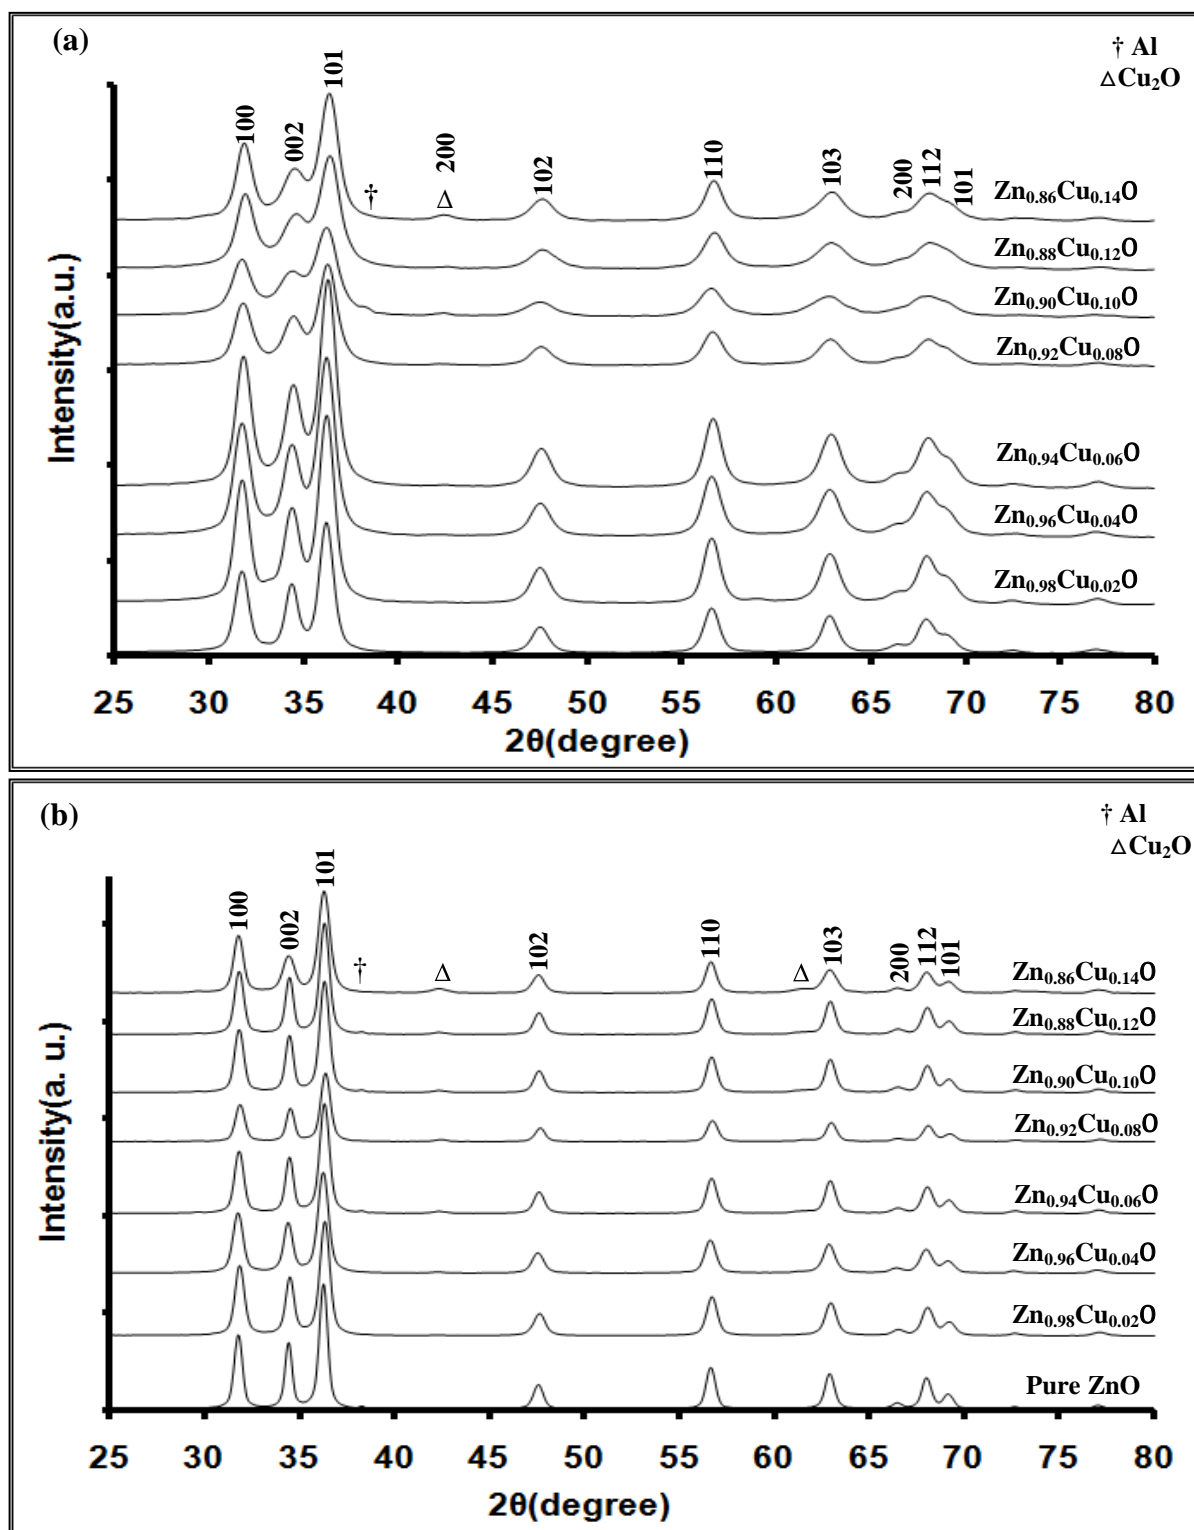 (a)
† Al
△Cu₂O
100
002
101
†
200
△
102
110
103
200
112
101
Zn₀.₈₆Cu₀.₁₄O
Zn₀.₈₈Cu₀.₁₂O
Zn₀.₉₀Cu₀.₁₀O
Zn₀.₉₂Cu₀.₀₈O
Zn₀.₉₄Cu₀.₀₆O
Zn₀.₉₆Cu₀.₀₄O
Zn₀.₉₈Cu₀.₀₂O
Intensity(a.u.)
25 30 35 40 45 50 55 60 65 70 75 80
2θ(degree)
(b)
† Al
△Cu₂O
100
002
101
†
△
102
110
△
103
200
112
101
Zn₀.₈₆Cu₀.₁₄O
Zn₀.₈₈Cu₀.₁₂O
Zn₀.₉₀Cu₀.₁₀O
Zn₀.₉₂Cu₀.₀₈O
Zn₀.₉₄Cu₀.₀₆O
Zn₀.₉₆Cu₀.₀₄O
Zn₀.₉₈Cu₀.₀₂O
Pure ZnO
Intensity(a. u.)
25 30 35 40 45 50 55 60 65 70 75 80
2θ(degree)